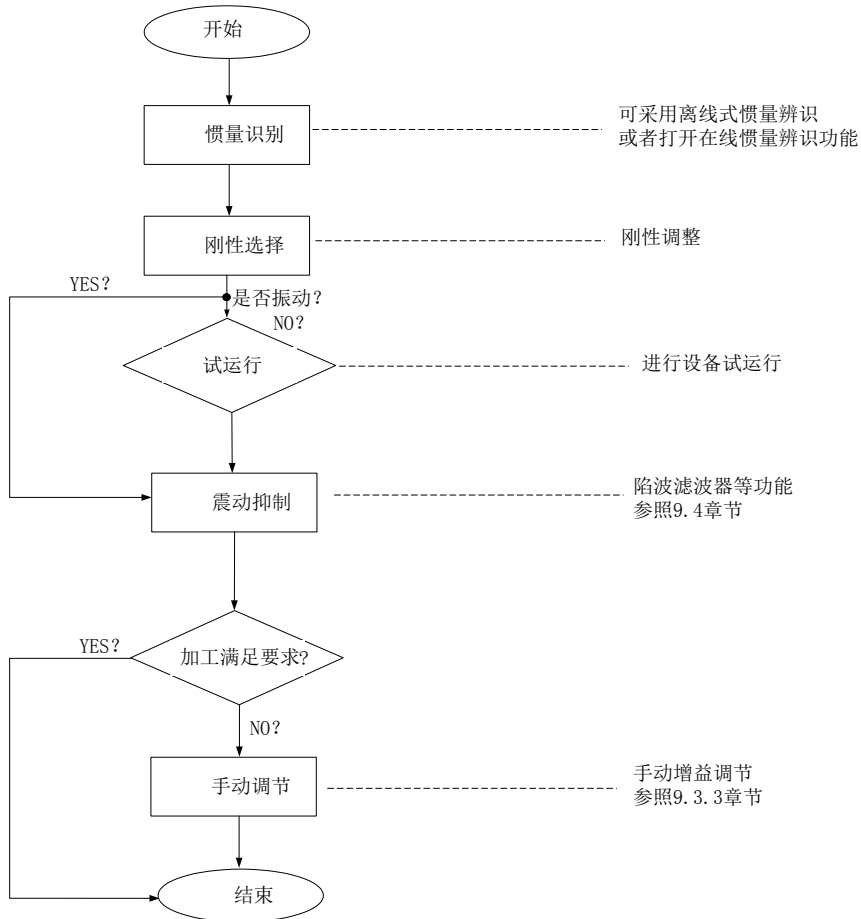 开始
惯量识别
可采用离线式惯量辨识
或者打开在线惯量辨识功能
刚性选择
刚性调整
YES?
是否振动?
NO?
试运行
进行设备试运行
震动抑制
陷波滤波器等功能
参照9.4章节
YES?
加工满足要求?
NO?
手动调节
手动增益调节
参照9.3.3章节
结束